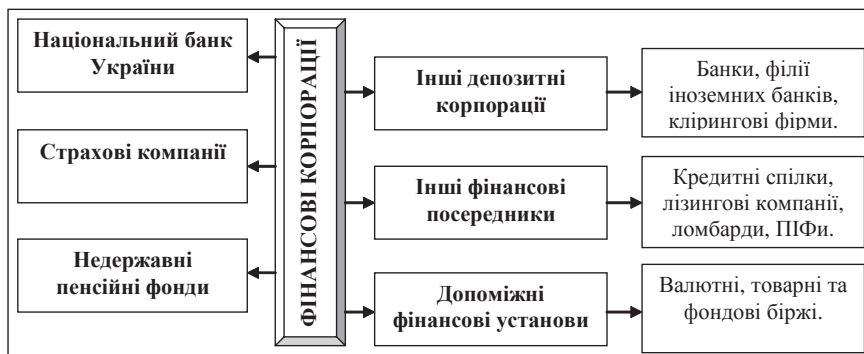 Національний банк
України
Страхові компанії
Недержавні
пенсійні фонди
ФІНАНСОВІ КОРПОРАЦІЇ
Інші депозитні
корпорації
Банки, філії
іноземних банків,
клірингові фірми.
Інші фінансові
посередники
Кредитні спілки,
лізингові компанії,
ломбарди, ПІФи.
Допоміжні
фінансові установи
Валютні, товарні та
фондові біржі.